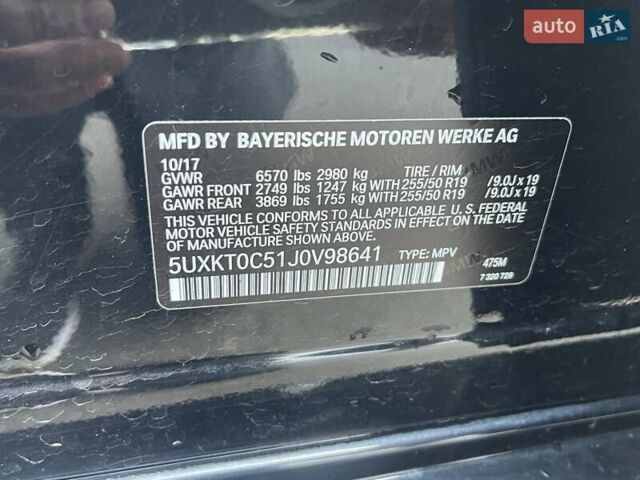 auto RIA
.com
MFD BY BAYERISCHE MOTOREN WERKE AG
10/17
GVWR 6570 lbs 2980 kg TIRE / RIM
GAWR FRONT 2749 lbs 1247 kg WITH 255/50 R19 /9.0J x 19
GAWR REAR 3869 lbs 1755 kg WITH 255/50 R19 /9.0J x 19
THIS VEHICLE CONFORMS TO ALL APPLICABLE U. S. FEDERAL
MOTOR VEHICLE SAFETY STANDARDS IN EFFECT ON THE
DATE OF MANUFACTURE SHOWN ABOVE.
5UXKT0C51J0V98641 TYPE: MPV 475M
7 320 729